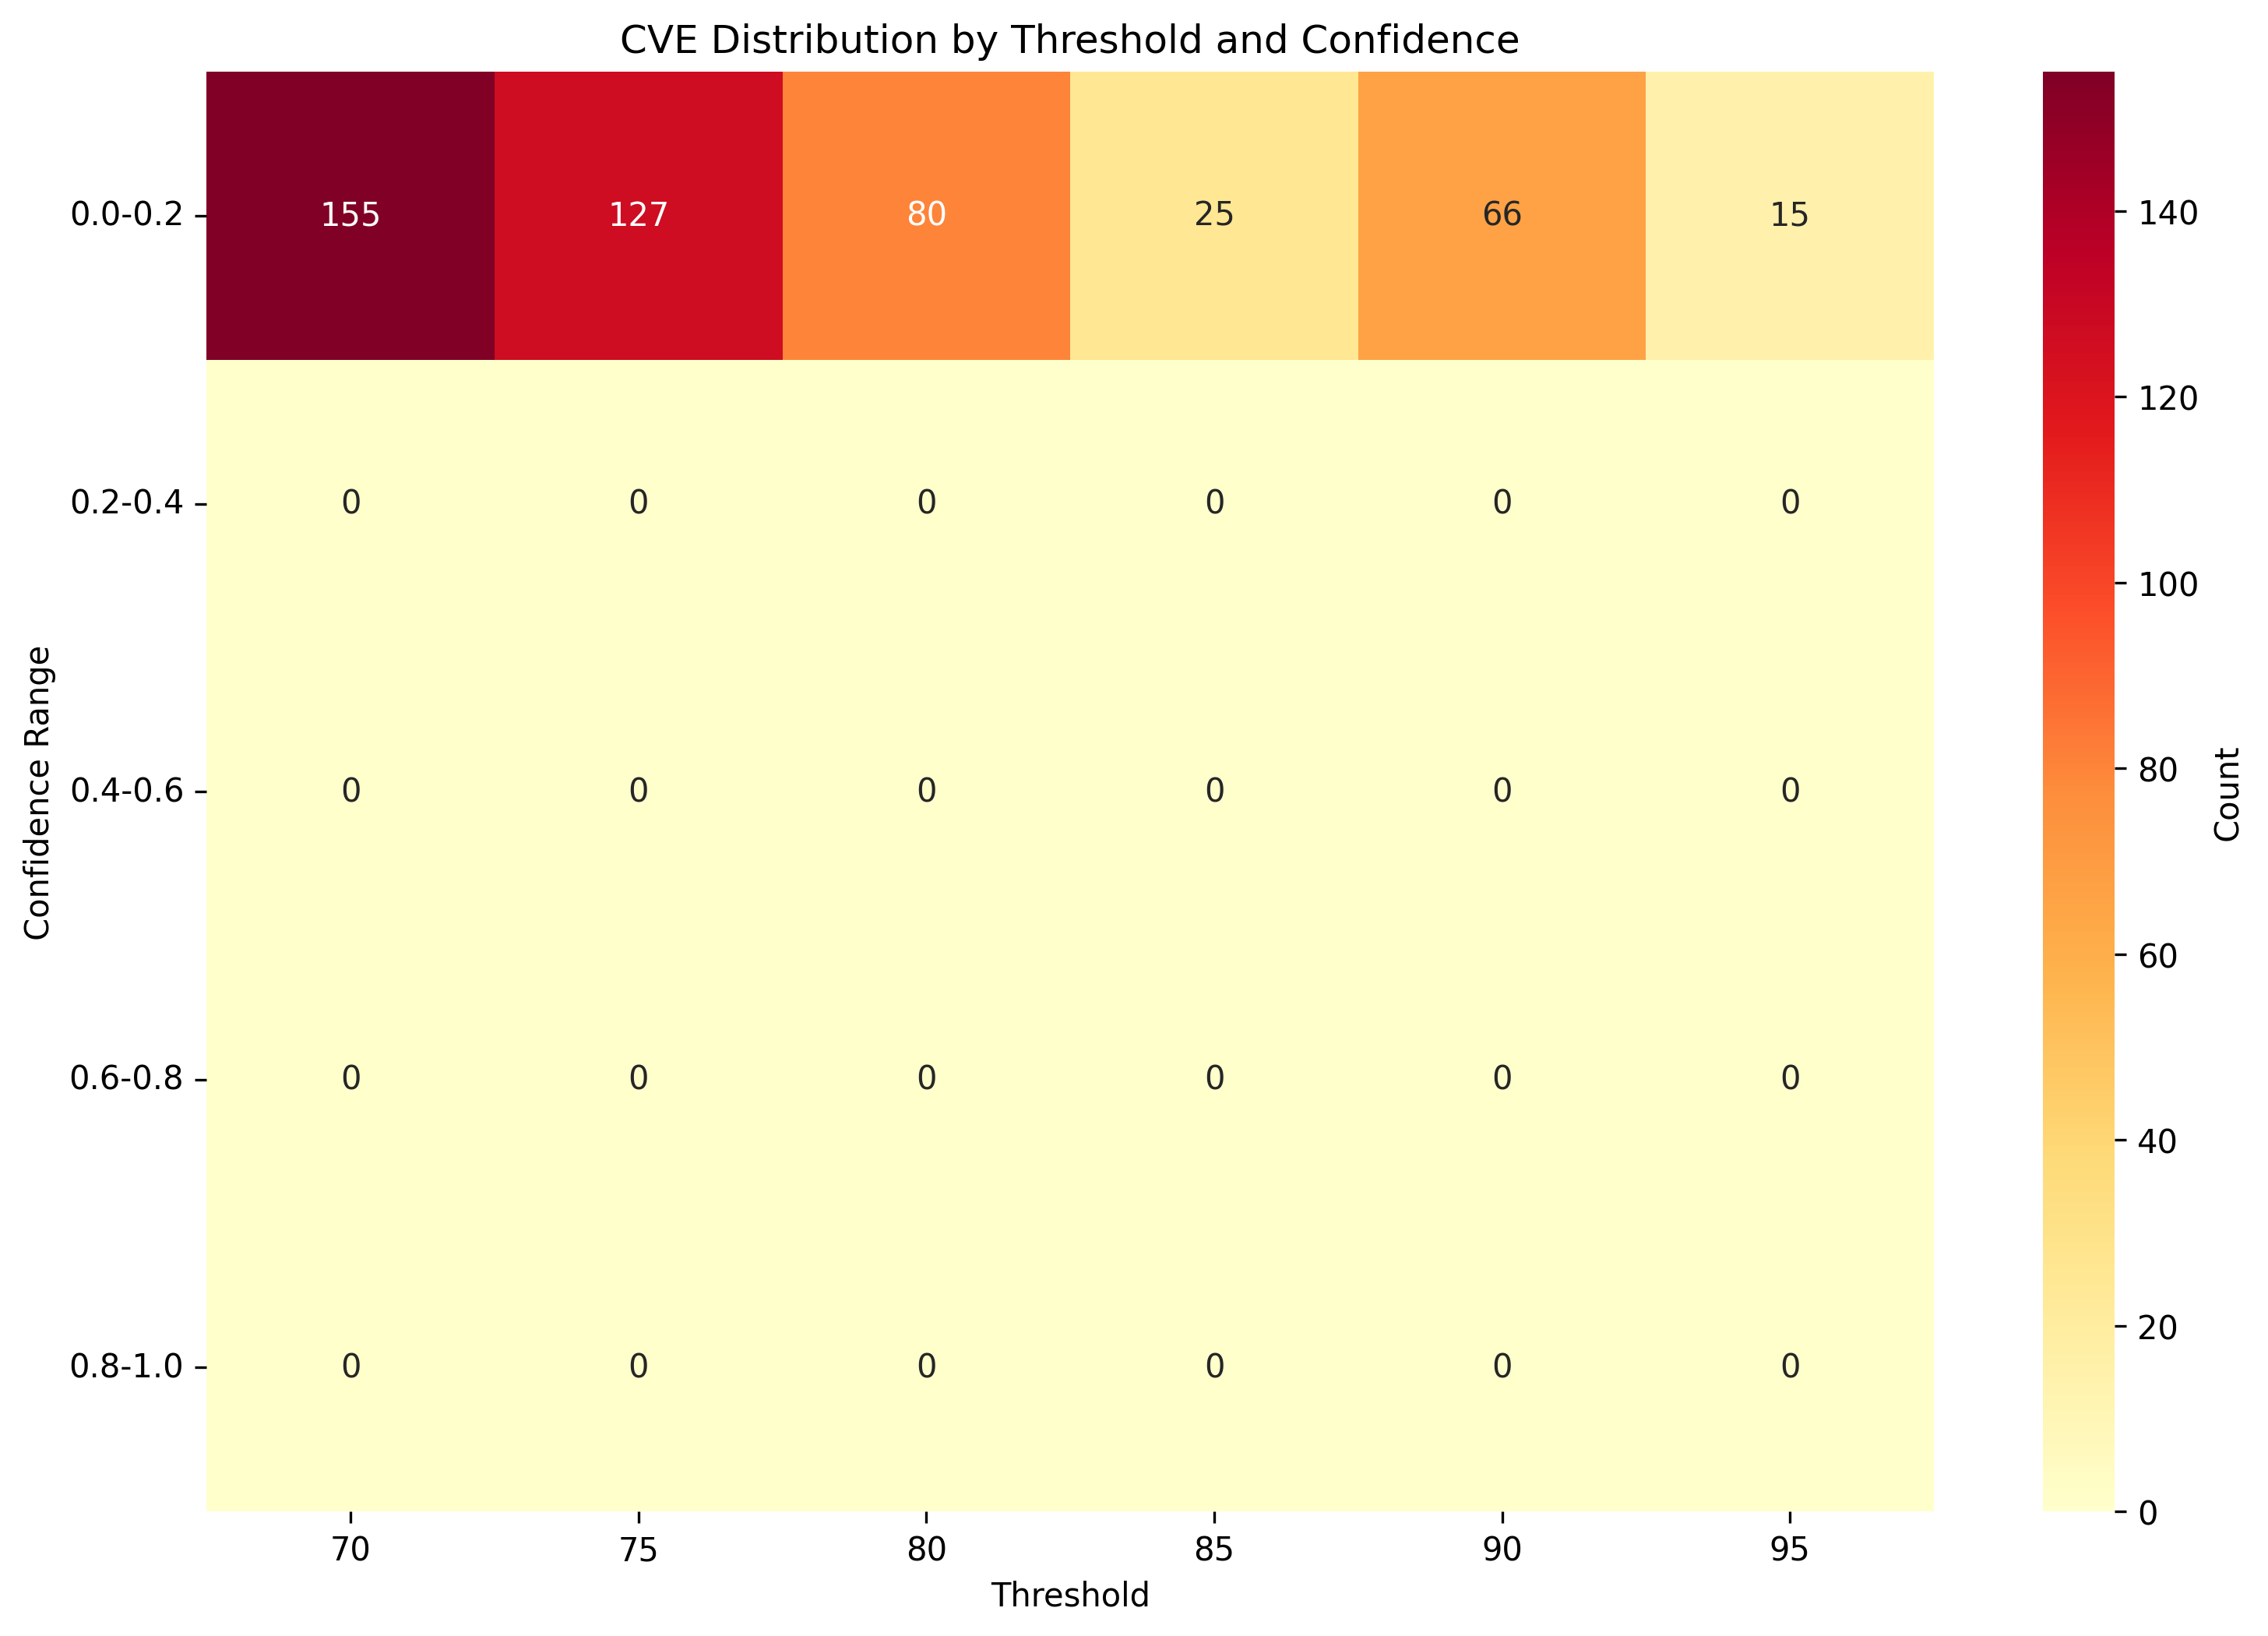 CVE Distribution by Threshold and Confidence
Confidence Range
0.0-0.2 155 127 80 25 66 15
0.2-0.4 0 0 0 0 0 0
0.4-0.6 0 0 0 0 0 0
0.6-0.8 0 0 0 0 0 0
0.8-1.0 0 0 0 0 0 0
70 75 80 85 90 95
Threshold
140
120
100
80
60
40
20
0
Count